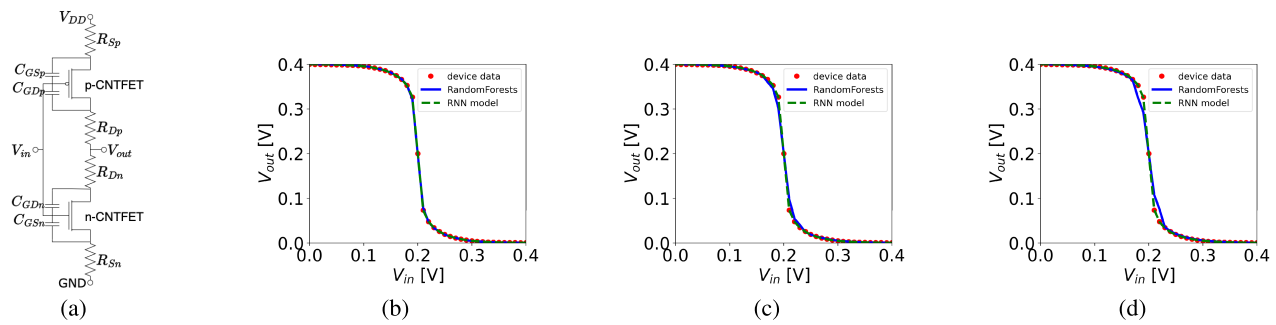 V_DD
R_Sp
C_GSp
C_GDp
p-CNTFET
R_Dp
V_in
V_out
R_Dn
C_GDn
C_GSn
n-CNTFET
R_Sn
GND
(a)
0.4
0.3
0.2
0.1
0.0
V_out [V]
device data
RandomForests
RNN model
0.0 0.1 0.2 0.3 0.4
V_in [V]
(b)
0.4
0.3
0.2
0.1
0.0
V_out [V]
device data
RandomForests
RNN model
0.0 0.1 0.2 0.3 0.4
V_in [V]
(c)
0.4
0.3
0.2
0.1
0.0
V_out [V]
device data
RandomForests
RNN model
0.0 0.1 0.2 0.3 0.4
V_in [V]
(d)